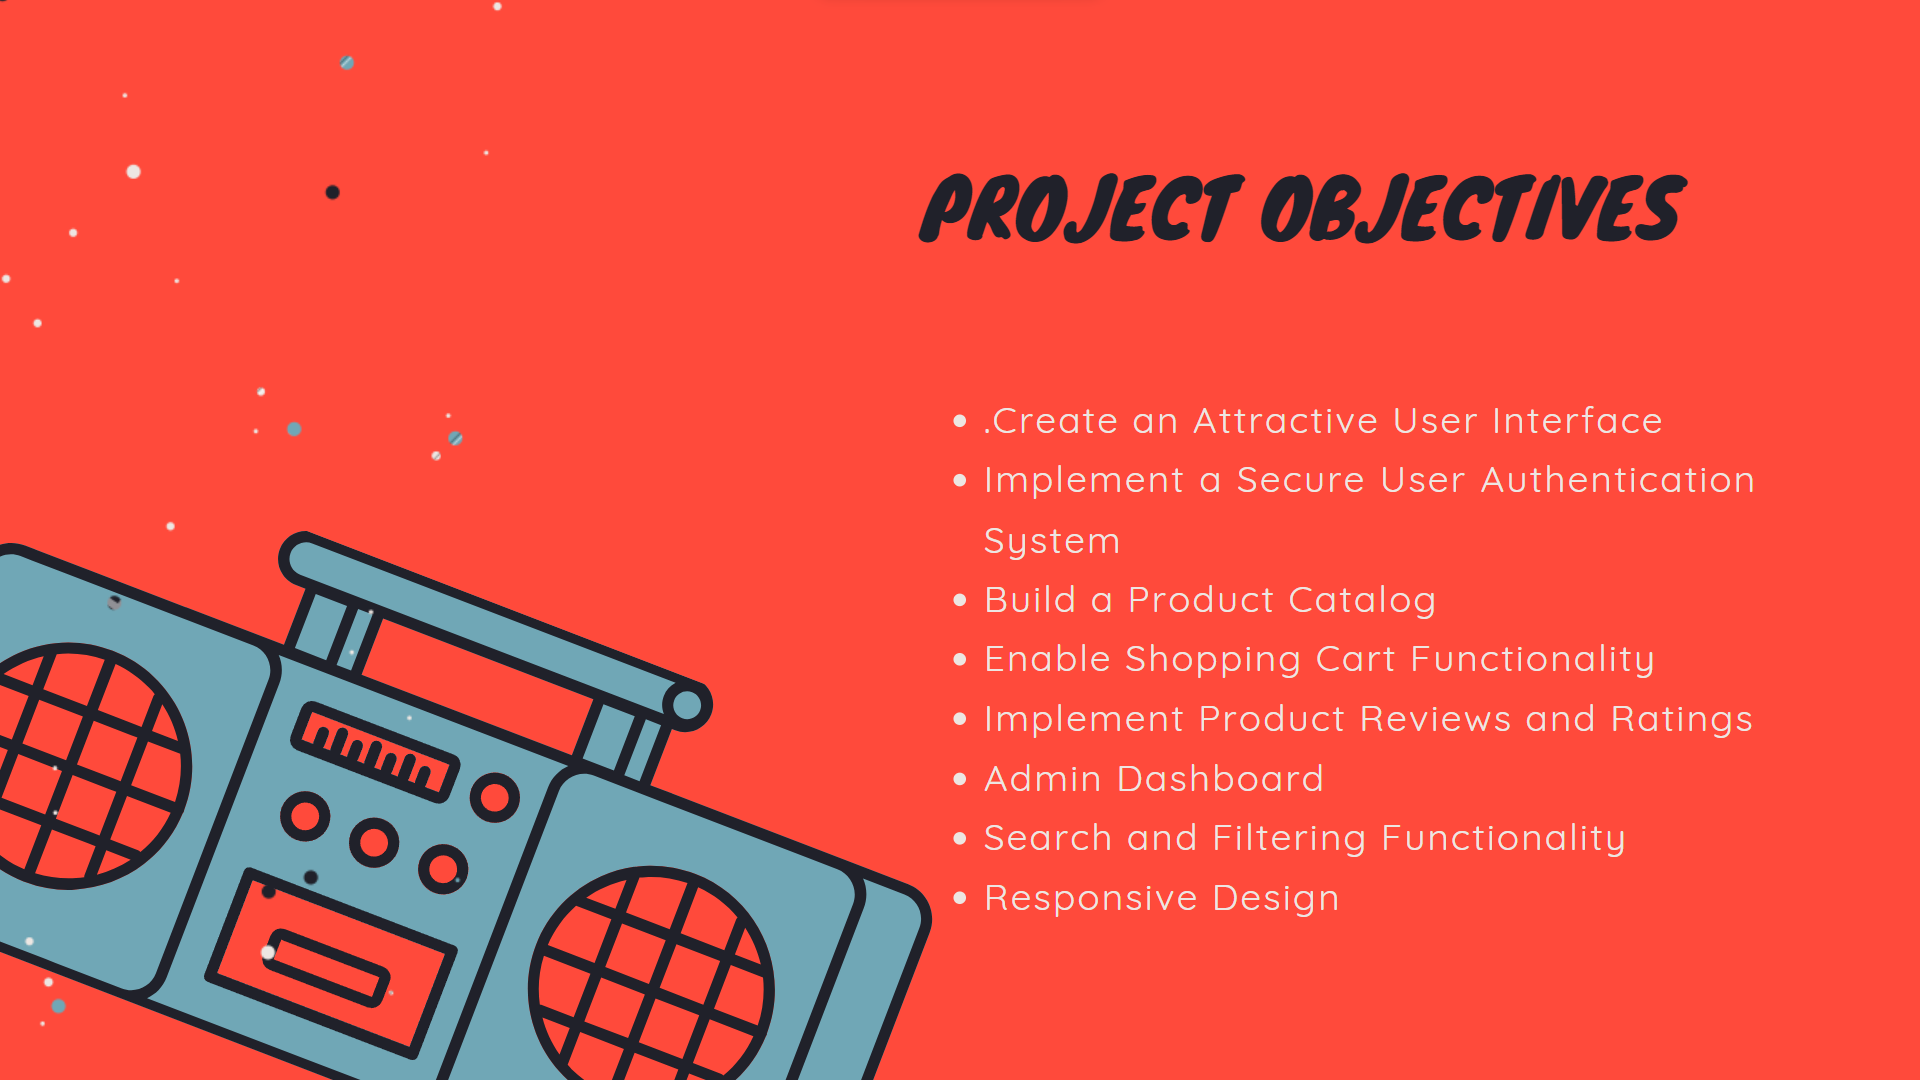 PROJECT OBJECTIVES
• .Create an Attractive User Interface
• Implement a Secure User Authentication
System
• Build a Product Catalog
• Enable Shopping Cart Functionality
• Implement Product Reviews and Ratings
• Admin Dashboard
• Search and Filtering Functionality
• Responsive Design